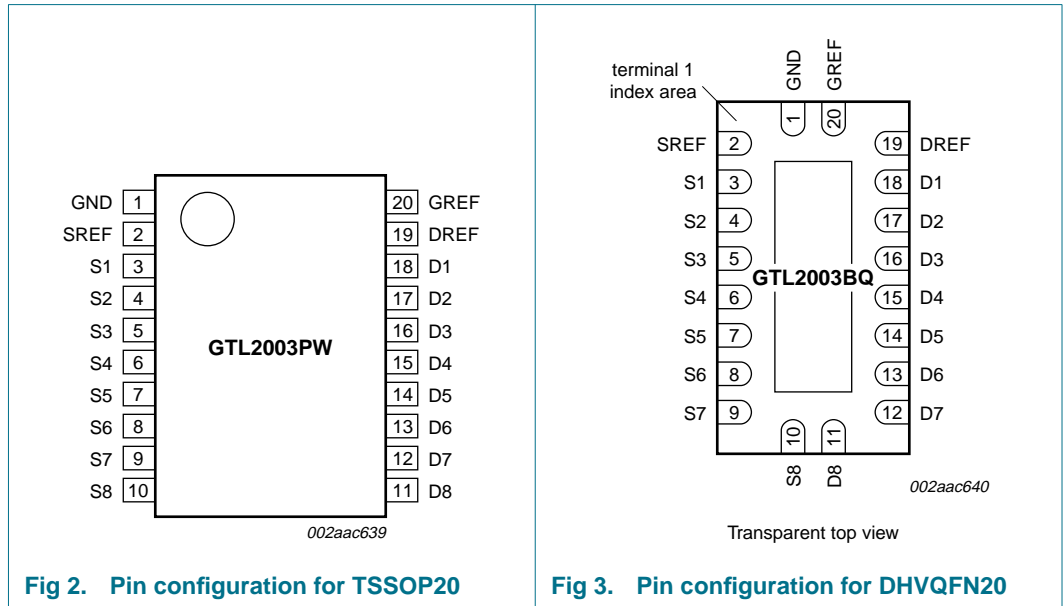 GND 1
SREF 2
S1 3
S2 4
S3 5
S4 6
S5 7
S6 8
S7 9
S8 10
GTL2003PW
20 GREF
19 DREF
18 D1
17 D2
16 D3
15 D4
14 D5
13 D6
12 D7
11 D8
002aac639
Fig 2. Pin configuration for TSSOP20
terminal 1
index area
GND 1
GREF 20
SREF 2
S1 3
S2 4
S3 5
S4 6
S5 7
S6 8
S7 9
GTL2003BQ
19 DREF
18 D1
17 D2
16 D3
15 D4
14 D5
13 D6
12 D7
10 S8
11 D8
002aac640
Transparent top view
Fig 3. Pin configuration for DHVQFN20